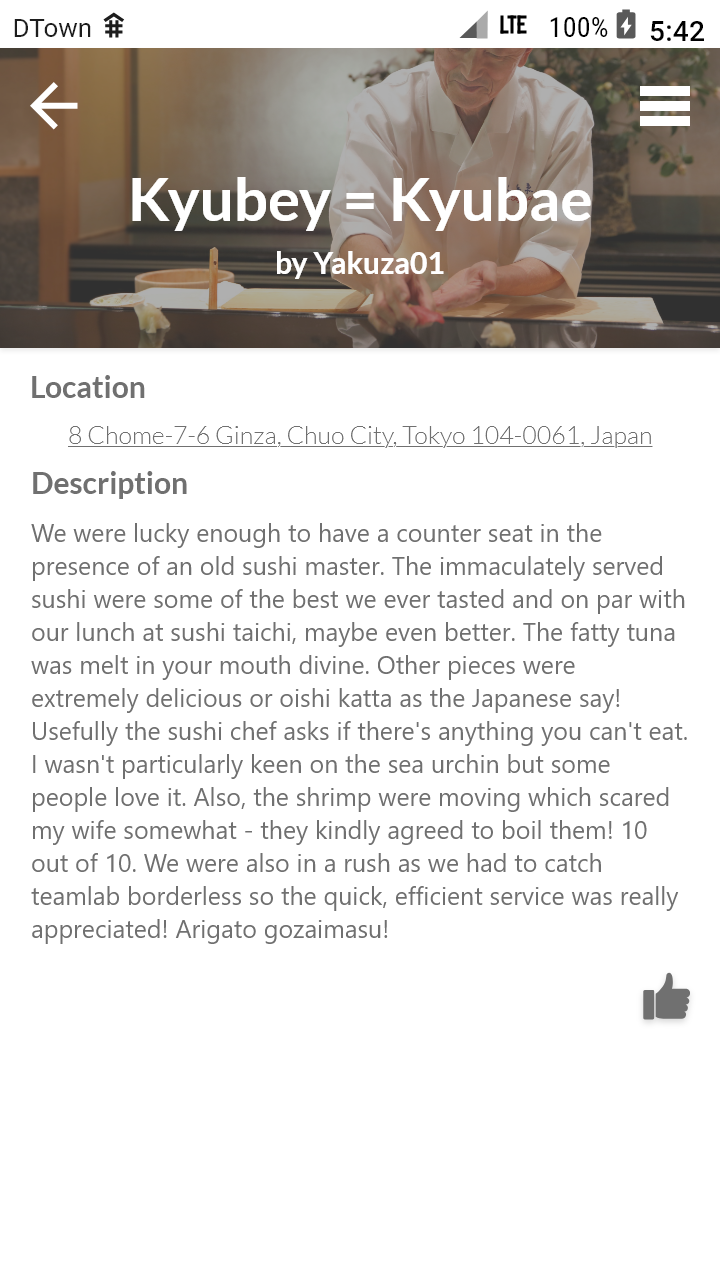 DTown LTE 100% 5:42
Kyubey = Kyubae
by Yakuza01
Location
8 Chome-7-6 Ginza, Chuo City, Tokyo 104-0061, Japan
Description
We were lucky enough to have a counter seat in the
presence of an old sushi master. The immaculately served
sushi were some of the best we ever tasted and on par with
our lunch at sushi taichi, maybe even better. The fatty tuna
was melt in your mouth divine. Other pieces were
extremely delicious or oishi katta as the Japanese say!
Usefully the sushi chef asks if there's anything you can't eat.
I wasn't particularly keen on the sea urchin but some
people love it. Also, the shrimp were moving which scared
my wife somewhat - they kindly agreed to boil them! 10
out of 10. We were also in a rush as we had to catch
teamlab borderless so the quick, efficient service was really
appreciated! Arigato gozaimasu!